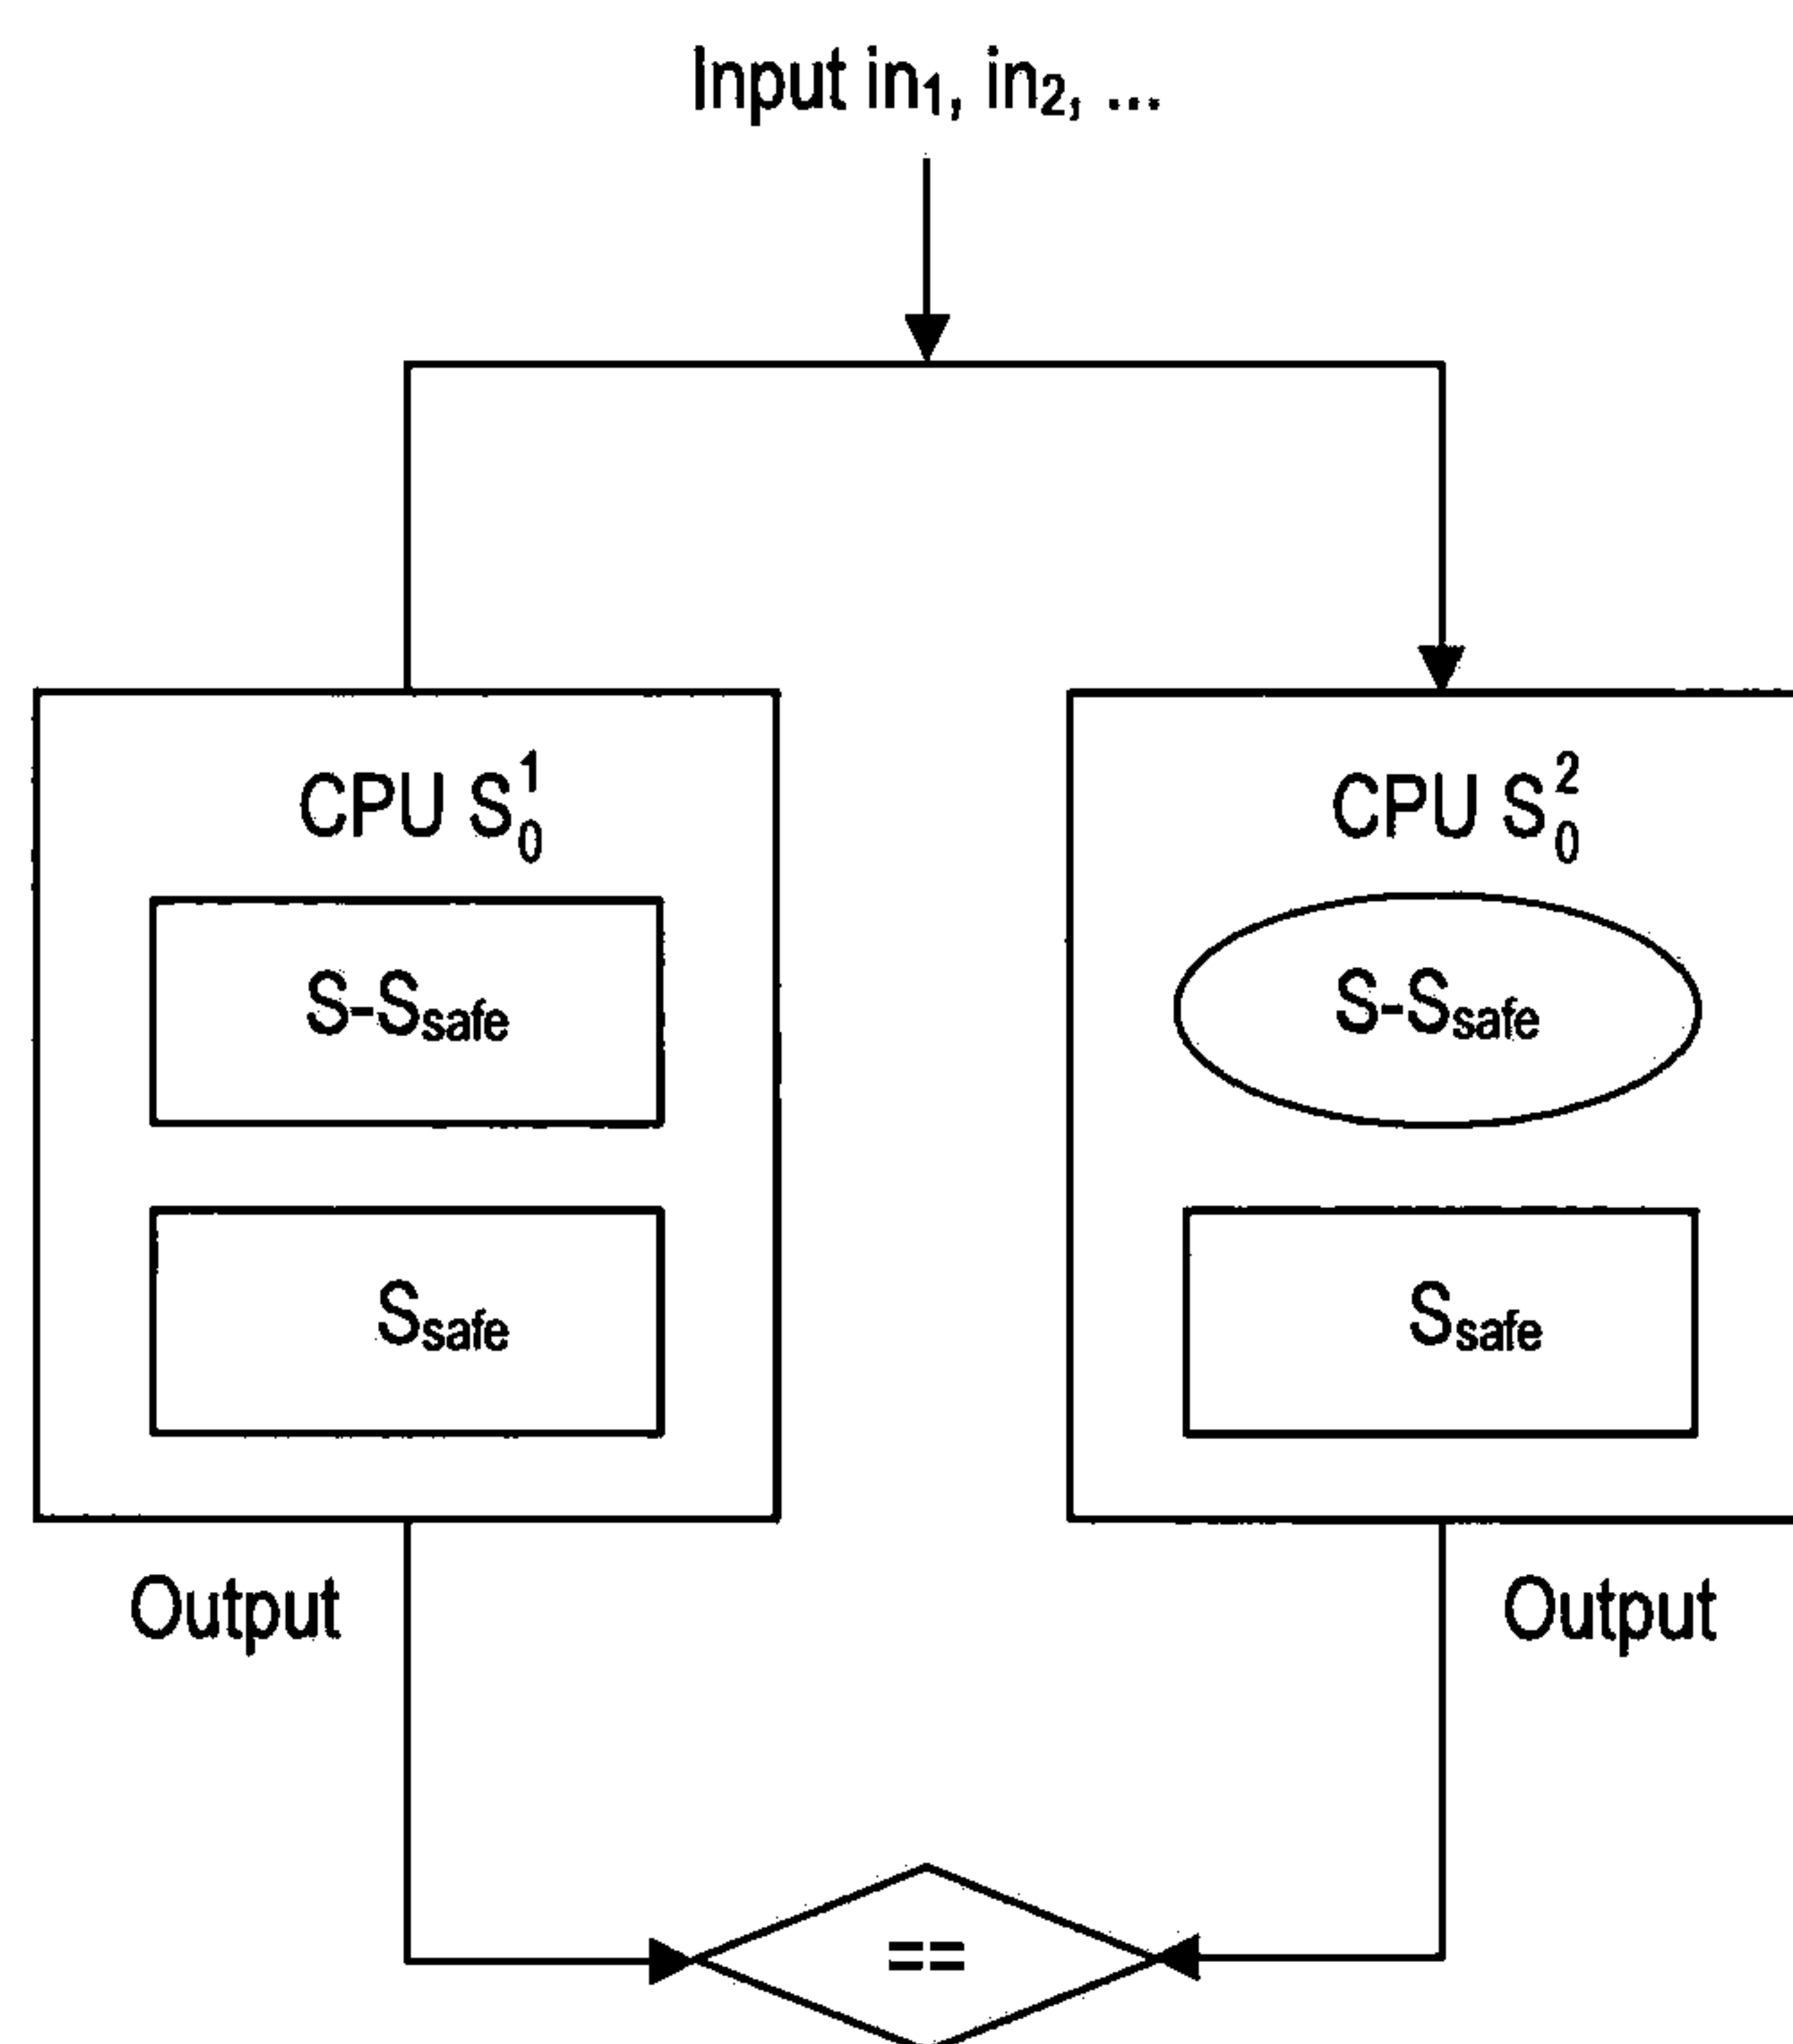 Input in₁, in₂, ...
CPU S₀¹
S-Ssafe
Ssafe
CPU S₀²
S-Ssafe
Ssafe
Output
Output
==